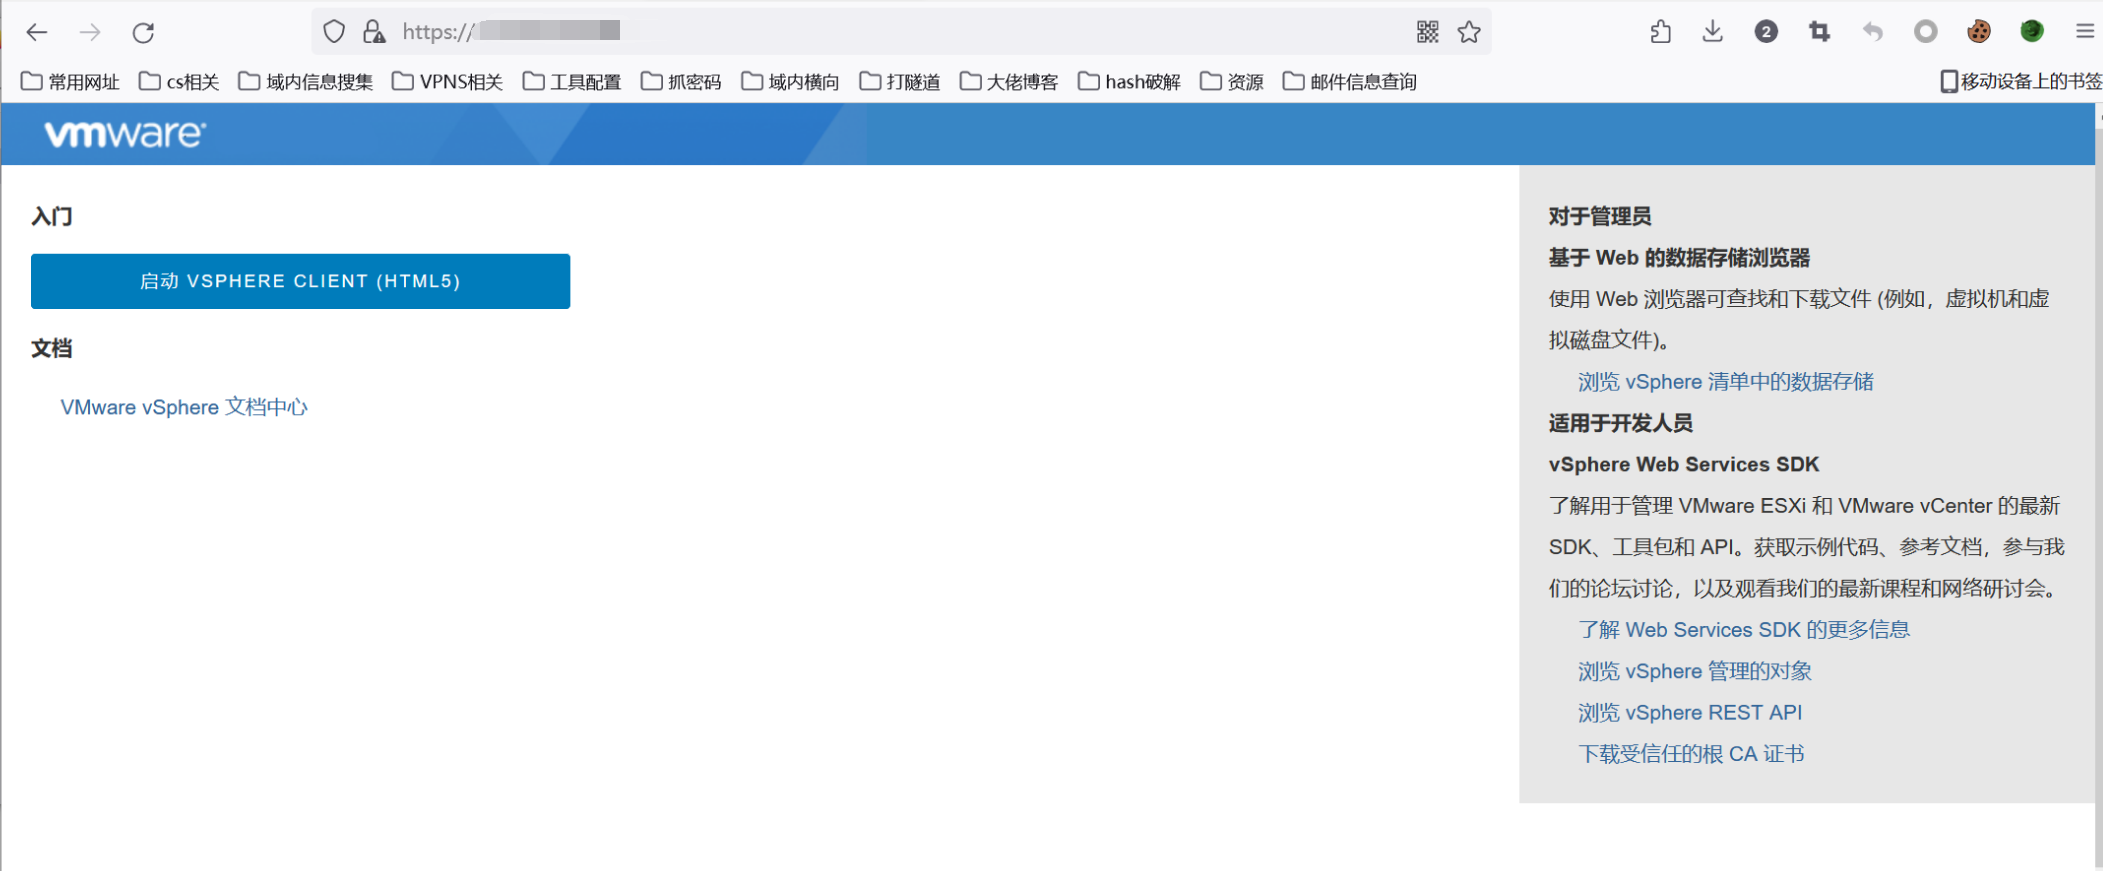 https://
2
常用网址 cs相关 域内信息搜集 VPNS相关 工具配置 抓密码 域内横向 打隧道 大佬博客 hash破解 资源 邮件信息查询 移动设备上的书签
vmware
入门
启动 VSPHERE CLIENT (HTML5)
文档
VMware vSphere 文档中心
对于管理员
基于 Web 的数据存储浏览器
使用 Web 浏览器可查找和下载文件 (例如，虚拟机和虚
拟磁盘文件)。
浏览 vSphere 清单中的数据存储
适用于开发人员
vSphere Web Services SDK
了解用于管理 VMware ESXi 和 VMware vCenter 的最新
SDK、工具包和 API。获取示例代码、参考文档，参与我
们的论坛讨论，以及观看我们的最新课程和网络研讨会。
了解 Web Services SDK 的更多信息
浏览 vSphere 管理的对象
浏览 vSphere REST API
下载受信任的根 CA 证书